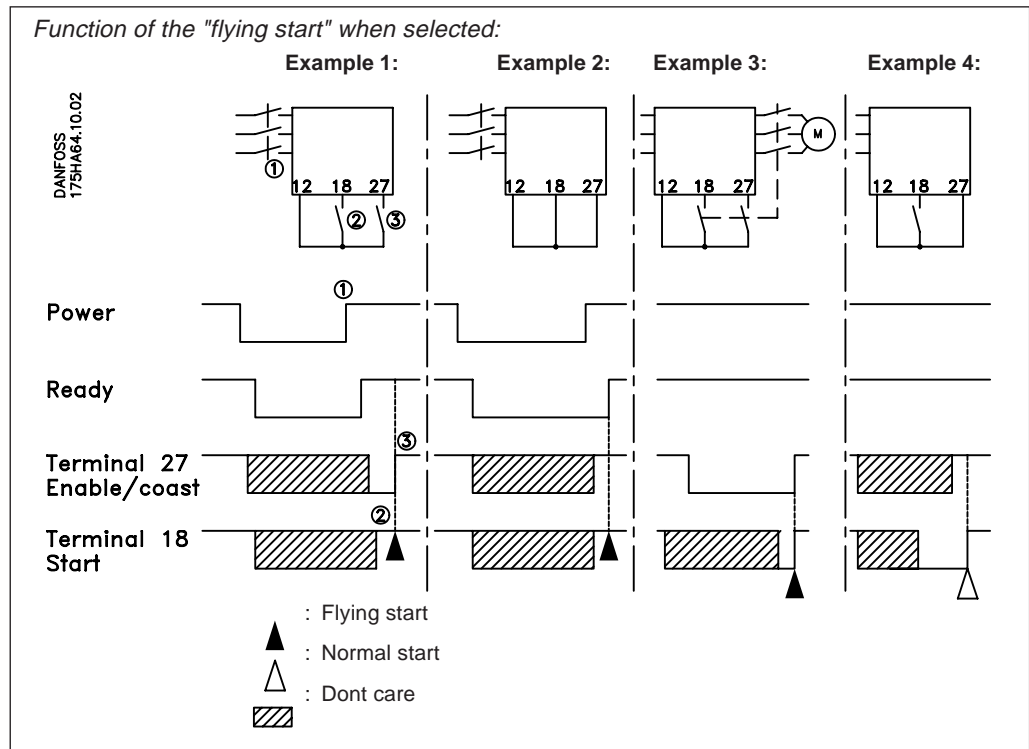 Function of the "flying start" when selected:
Example 1: Example 2: Example 3: Example 4:
DANFOSS
175HA64.10.02
M
①
12 18 27 12 18 27 12 18 27 12 18 27
② ③
①
Power
Ready
③
Terminal 27
Enable/coast
②
Terminal 18
Start
: Flying start
: Normal start
: Dont care